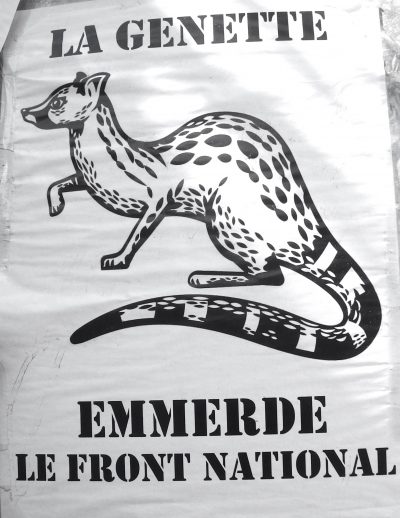 LA GENETTE
EMMERDE
LE FRONT NATIONAL